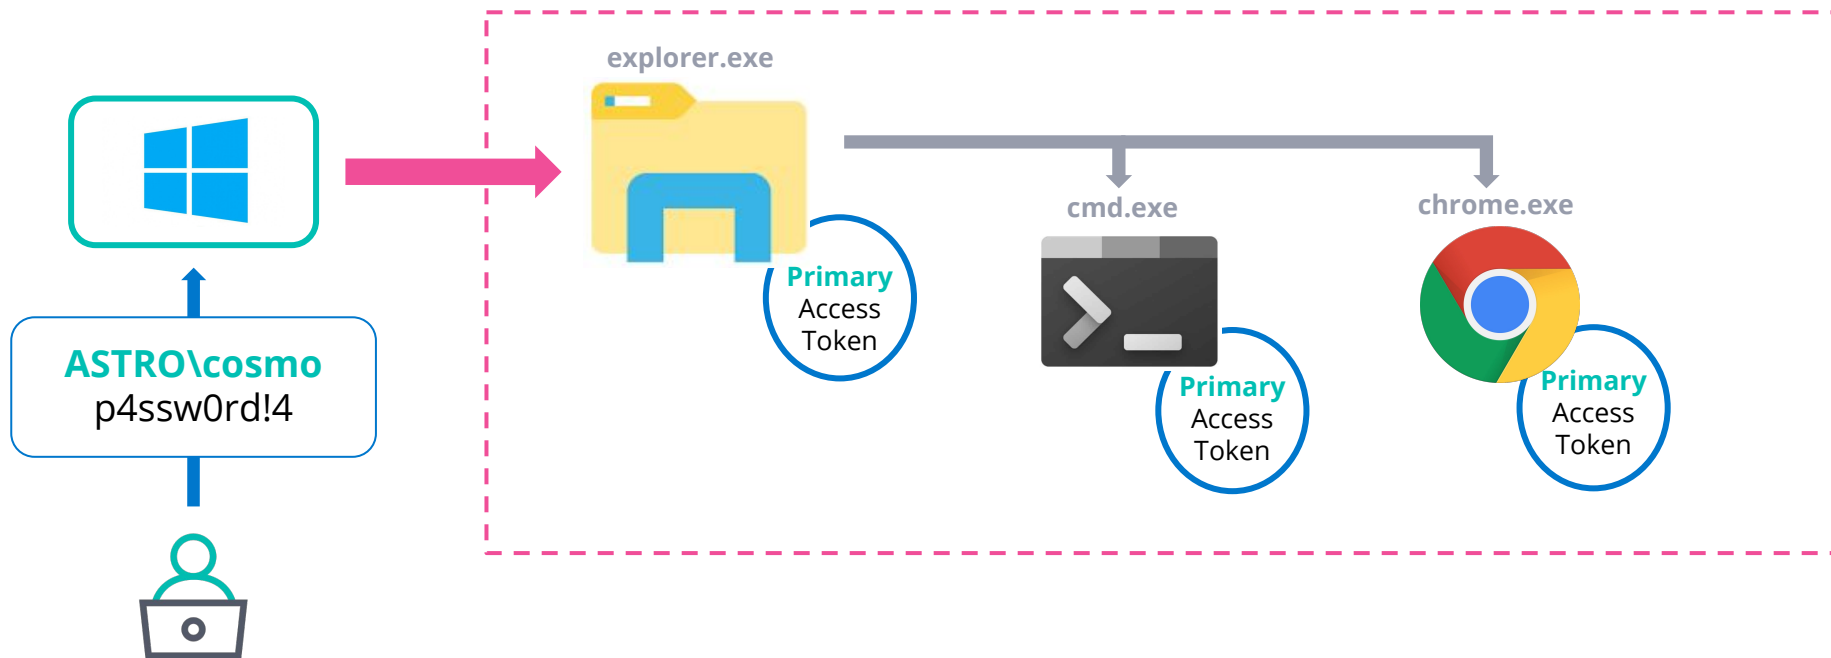 explorer.exe
cmd.exe
chrome.exe
Primary
Access
Token
ASTRO\cosmo
p4ssw0rd!4
Primary
Access
Token
Primary
Access
Token